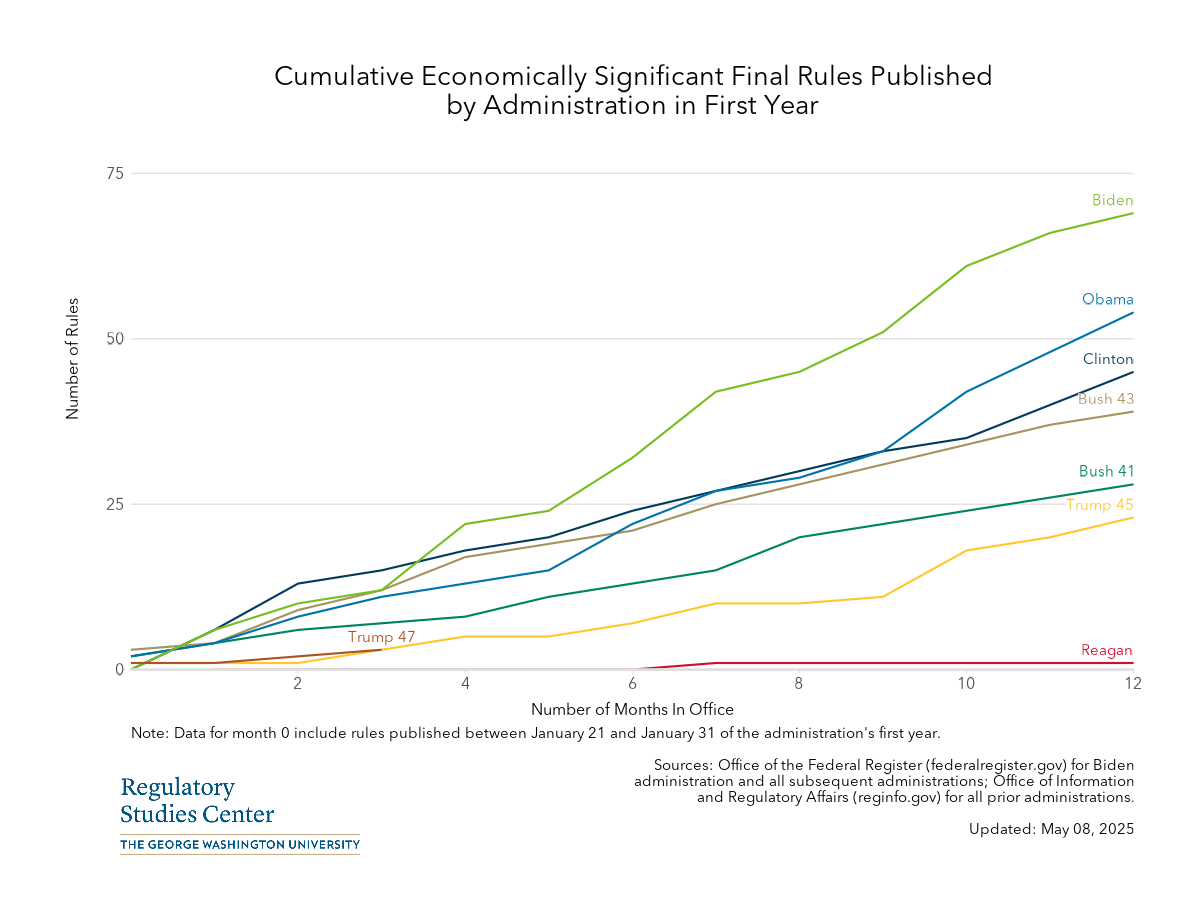 Cumulative Economically Significant Final Rules Published
by Administration in First Year
75
Biden
Obama
50
Clinton
Bush 43
Number of Rules
Bush 41
25
Trump 45
Trump 47
Reagan
0
2
4
6
8
10
12
Number of Months In Office
Note: Data for month 0 include rules published between January 21 and January 31 of the administration's first year.
Sources: Office of the Federal Register (federalregister.gov) for Biden
administration and all subsequent administrations; Office of Information
and Regulatory Affairs (reginfo.gov) for all prior administrations.
Updated: May 08, 2025
Regulatory
Studies Center
THE GEORGE WASHINGTON UNIVERSITY